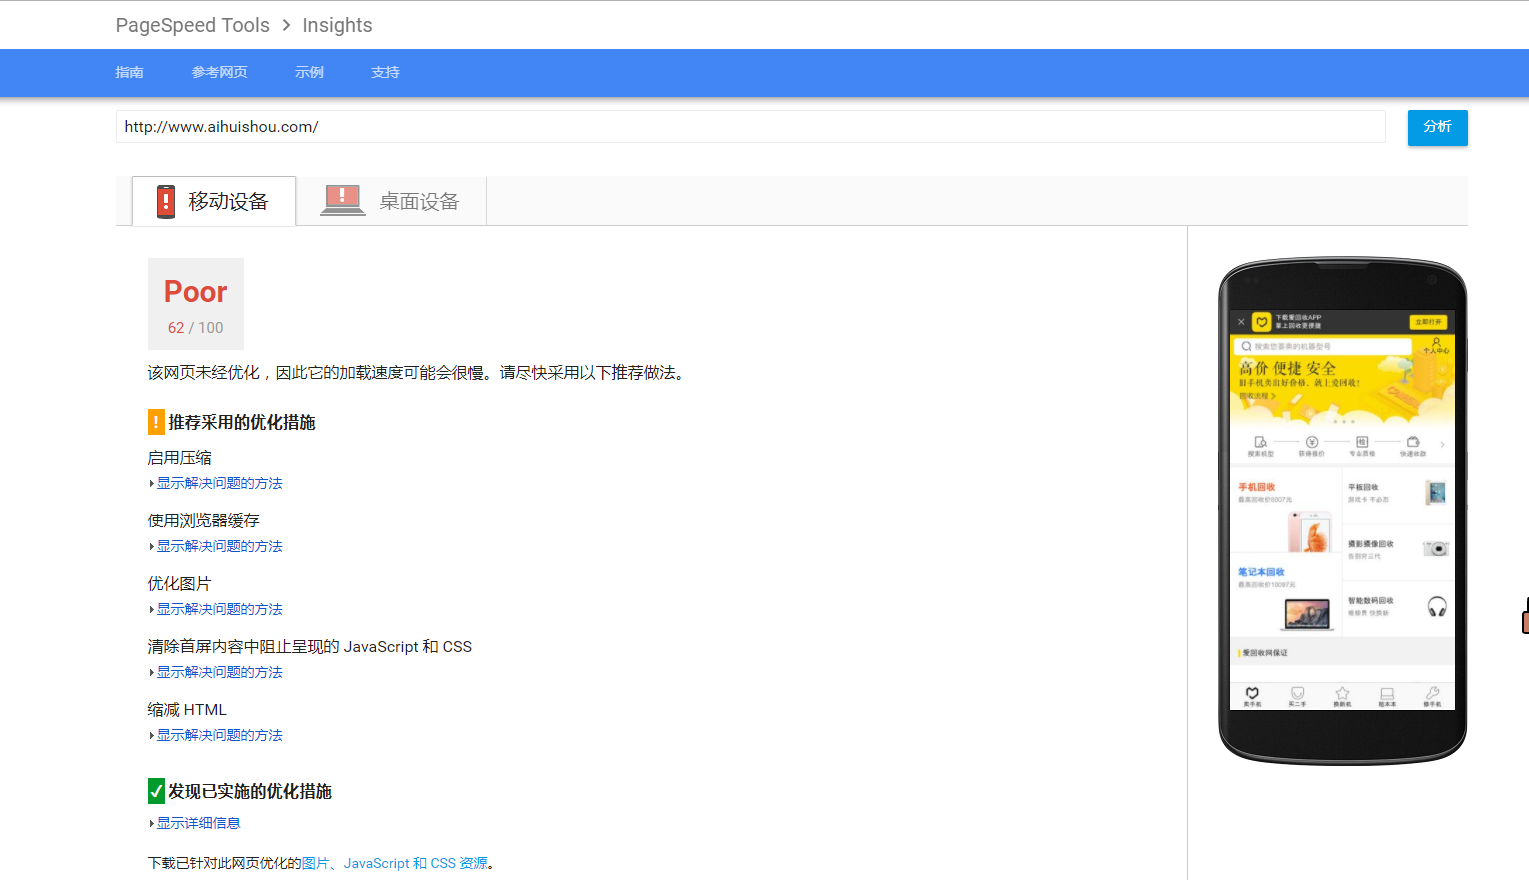 PageSpeed Tools > Insights
指南 参考网页 示例 支持
http://www.aihuishou.com/
分析
移动设备 桌面设备
Poor
62 / 100
该网页未经优化，因此它的加载速度可能会很慢。请尽快采用以下推荐做法。
! 推荐采用的优化措施
启用压缩
显示解决问题的方法
使用浏览器缓存
显示解决问题的方法
优化图片
显示解决问题的方法
清除首屏内容中阻止呈现的 JavaScript 和 CSS
显示解决问题的方法
缩减 HTML
显示解决问题的方法
发现已实施的优化措施
显示详细信息
下载已针对此网页优化的图片、JavaScript 和 CSS 资源。
下载爱回收APP
掌上回收更便捷
立即打开
搜索您要卖的机器型号
个人中心
高价 便捷 安全
旧手机卖出好价格，就上爱回收!
回收流程
搜索机型 获得报价 专业质检 快速收款
手机回收
最高回收价6807元
平板回收
游戏卡 不必忍
摄影摄像回收
告别穷三代
笔记本回收
最高回收价10097元
智能数码回收
爱回收网保证
卖手机 买二手 换新机 租本本 修手机